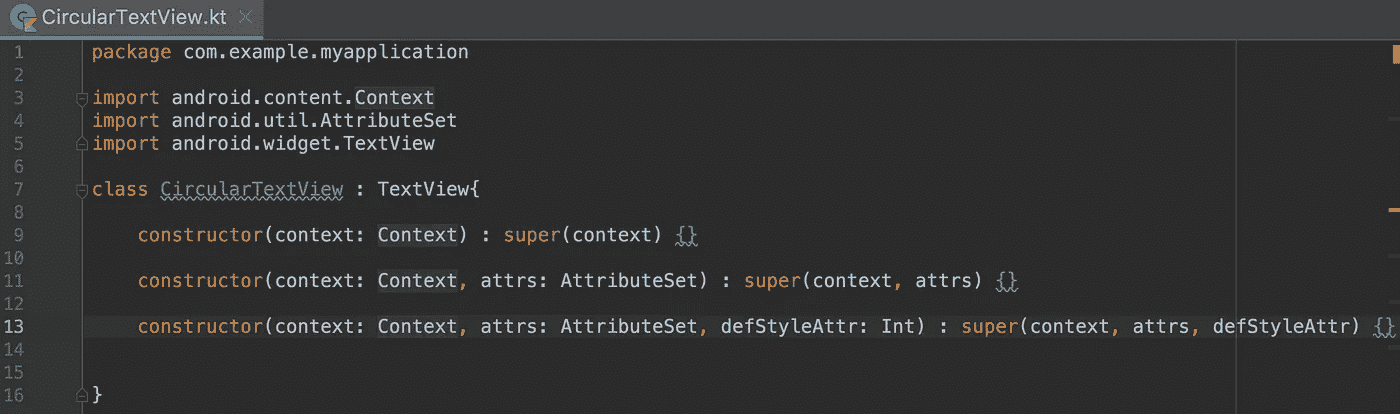 CircularTextView.kt
1 package com.example.myapplication
2
3 import android.content.Context
4 import android.util.AttributeSet
5 import android.widget.TextView
6
7 class CircularTextView : TextView{
8
9     constructor(context: Context) : super(context) {}
10
11     constructor(context: Context, attrs: AttributeSet) : super(context, attrs) {}
12
13     constructor(context: Context, attrs: AttributeSet, defStyleAttr: Int) : super(context, attrs, defStyleAttr) {}
14
15
16 }